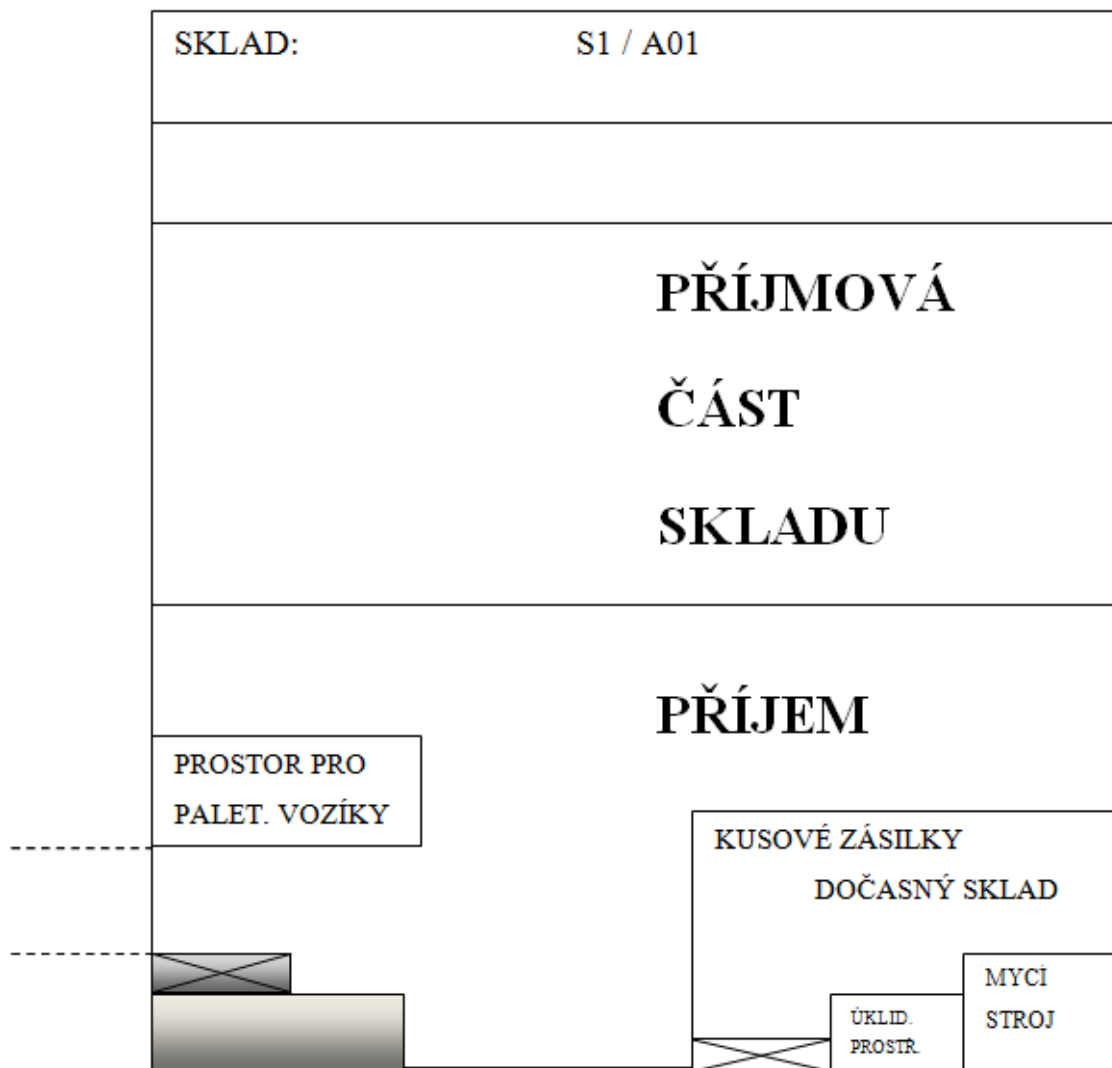 SKLAD: S1 / A01
PŘÍJMOVÁ
ČÁST
SKLADU
PŘÍJEM
PROSTOR PRO
PALET. VOZÍKY
KUSOVÉ ZÁSILKY
DOČASNÝ SKLAD
MYCÍ
STROJ
ÚKLID.
PROSTŘ.